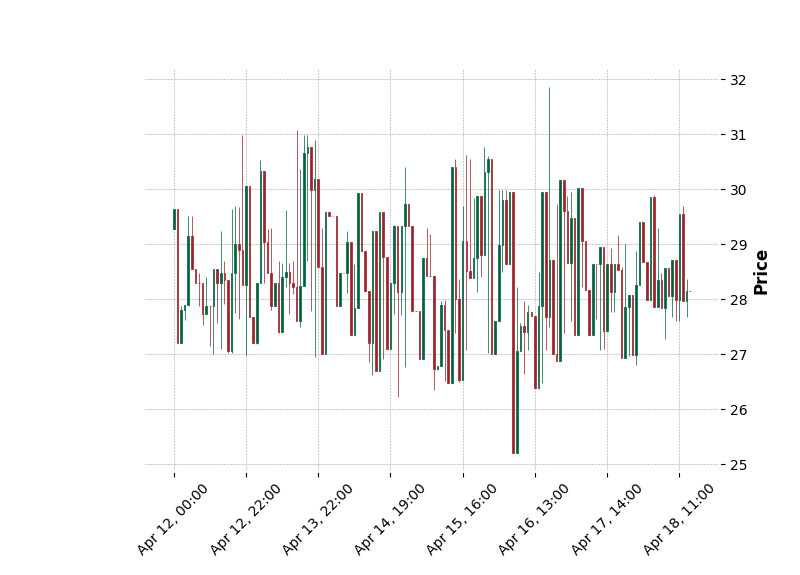 32
31
30
29
28
27
26
25
Price
Apr 12, 00:00
Apr 12, 22:00
Apr 13, 22:00
Apr 14, 19:00
Apr 15, 16:00
Apr 16, 13:00
Apr 17, 14:00
Apr 18, 11:00